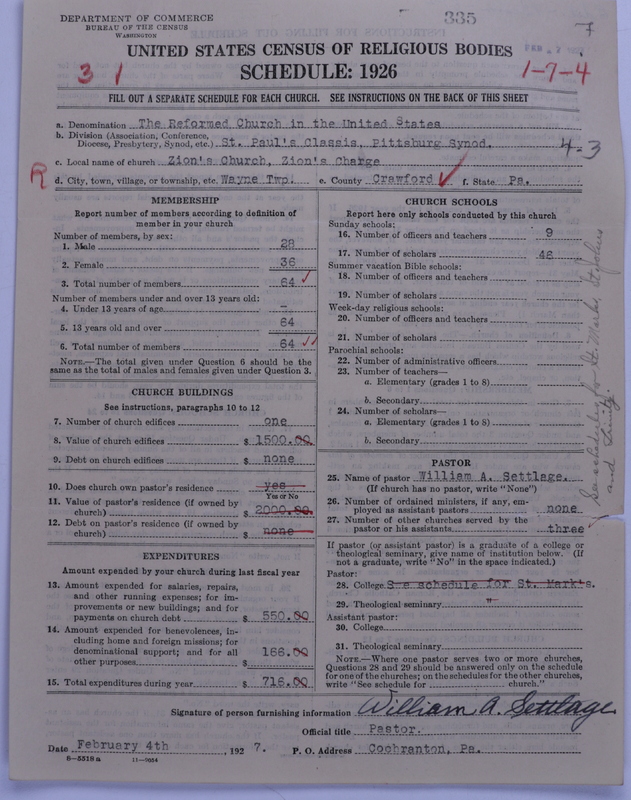 DEPARTMENT OF COMMERCE
BUREAU OF THE CENSUS
WASHINGTON
335
7
UNITED STATES CENSUS OF RELIGIOUS BODIES
SCHEDULE: 1926
3 1
1-7-4
FILL OUT A SEPARATE SCHEDULE FOR EACH CHURCH. SEE INSTRUCTIONS ON THE BACK OF THIS SHEET
a. Denomination The Reformed Church in the United States
b. Division (Association, Conference,
Diocese, Presbytery, Synod, etc.) St. Paul's Classis, Pittsburg Synod.
4-3
c. Local name of church Zion's Church, Zion's Charge
R
d. City, town, village, or township, etc. Wayne Twp. e. County Crawford f. State Pa.
MEMBERSHIP
Report number of members according to definition of
member in your church
Number of members, by sex:
1. Male 28
2. Female 36
3. Total number of members 64
Number of members under and over 13 years old:
4. Under 13 years of age —
5. 13 years old and over 64
6. Total number of members 64
NOTE.—The total given under Question 6 should be
same as the total of males and females given under Question 3.
CHURCH BUILDINGS
See instructions, paragraphs 10 to 12
7. Number of church edifices one
8. Value of church edifices $ 1500.00
9. Debt on church edifices $ none
10. Does church own pastor's residence yes
Yes or No
11. Value of pastor's residence (if owned by
church) $ 2000.00
12. Debt on pastor's residence (if owned by
church) $ none
EXPENDITURES
Amount expended by your church during last fiscal year
13. Amount expended for salaries, repairs,
and other running expenses; for im-
provements or new buildings; and for
payments on church debt $ 550.00
14. Amount expended for benevolences, in-
cluding home and foreign missions; for
denominational support; and for all
other purposes $ 166.00
15. Total expenditures during year $ 716.00
CHURCH SCHOOLS
Report here only schools conducted by this church
Sunday schools:
16. Number of officers and teachers 9
17. Number of scholars 46
Summer vacation Bible schools:
18. Number of officers and teachers
19. Number of scholars
Week-day religious schools:
20. Number of officers and teachers
21. Number of scholars
Parochial schools:
22. Number of administrative officers
23. Number of teachers—
a. Elementary (grades 1 to 8)
b. Secondary
24. Number of scholars—
a. Elementary (grades 1 to 8)
b. Secondary
PASTOR
25. Name of pastor William A. Settlage.
(If church has no pastor, write "None")
26. Number of ordained ministers, if any, em-
ployed as assistant pastors none
27. Number of other churches served by the
pastor or his assistants three
If pastor (or assistant pastor) is a graduate of a college or
theological seminary, give name of institution below. (If
not a graduate, write "No" in the space indicated.)
Pastor:
28. College See schedule for St. Mark's.
29. Theological seminary "
Assistant pastor:
30. College
31. Theological seminary
NOTE.—Where one pastor serves two or more churches,
Questions 28 and 29 should be answered only on the schedule
for one of the churches; on the schedules for the other churches,
write "See schedule for church."
See schedules for St. Marks, St. Johns
and Trinity.
Signature of person furnishing information William A. Settlage
Official title Pastor.
Date February 4th 1927. P. O. Address Cochranton, Pa.
8—5518a 11—9054